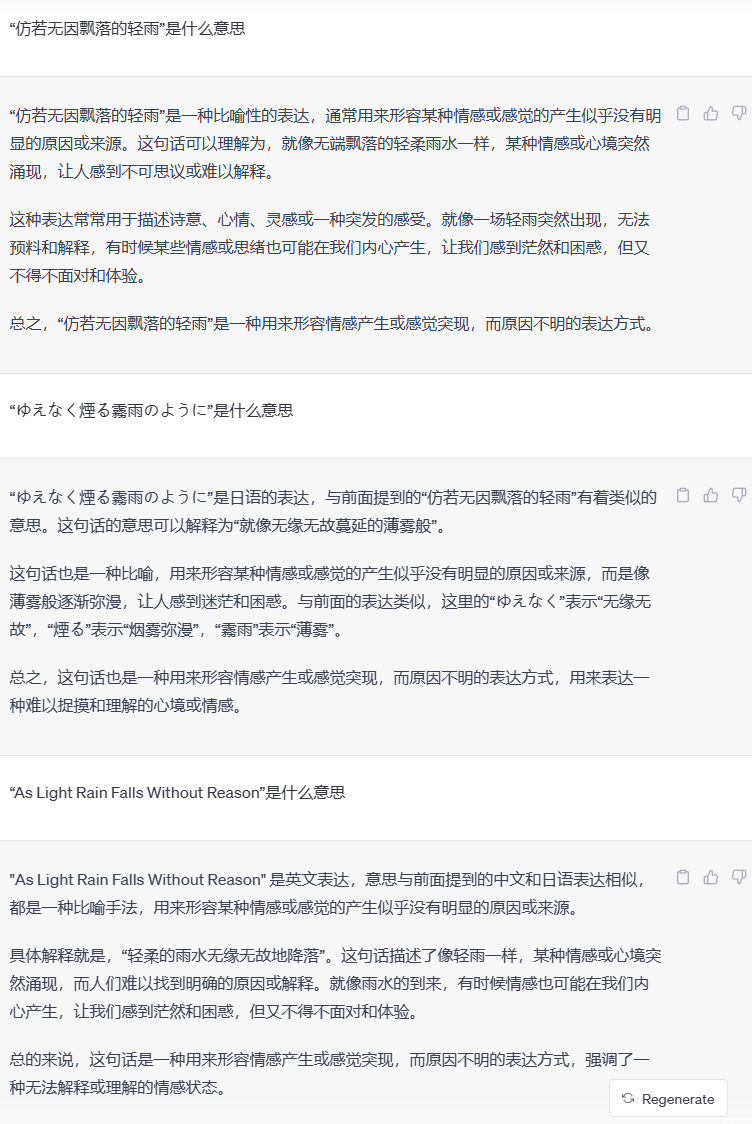 “仿若无因飘落的轻雨”是什么意思
“仿若无因飘落的轻雨”是一种比喻性的表达，通常用来形容某种情感或感觉的产生似乎没有明
显的原因或来源。这句话可以理解为，就像无端飘落的轻柔雨水一样，某种情感或心境突然
涌现，让人感到不可思议或难以解释。
这种表达常常用于描述诗意、心情、灵感或一种突发的感受。就像一场轻雨突然出现，无法
预料和解释，有时候某些情感或思绪也可能在我们内心产生，让我们感到茫然和困惑，但又
不得不面对和体验。
总之，“仿若无因飘落的轻雨”是一种用来形容情感产生或感觉突现，而原因不明的表达方式。
“ゆえなく煙る霧雨のように”是什么意思
“ゆえなく煙る霧雨のように”是日语的表达，与前面提到的“仿若无因飘落的轻雨”有着类似的
意思。这句话的意思可以解释为“就像无缘无故蔓延的薄雾般”。
这句话也是一种比喻，用来形容某种情感或感觉的产生似乎没有明显的原因或来源，而是像
薄雾般逐渐弥漫，让人感到迷茫和困惑。与前面的表达类似，这里的“ゆえなく”表示“无缘无
故”，“煙る”表示“烟雾弥漫”，“霧雨”表示“薄雾”。
总之，这句话也是一种用来形容情感产生或感觉突现，而原因不明的表达方式，用来表达一
种难以捉摸和理解的心境或情感。
“As Light Rain Falls Without Reason”是什么意思
"As Light Rain Falls Without Reason" 是英文表达，意思与前面提到的中文和日语表达相似，
都是一种比喻手法，用来形容某种情感或感觉的产生似乎没有明显的原因或来源。
具体解释就是，“轻柔的雨水无缘无故地降落”。这句话描述了像轻雨一样，某种情感或心境突
然涌现，而人们难以找到明确的原因或解释。就像雨水的到来，有时候情感也可能在我们内
心产生，让我们感到茫然和困惑，但又不得不面对和体验。
总的来说，这句话是一种用来形容情感产生或感觉突现，而原因不明的表达方式，强调了一
种无法解释或理解的情感状态。
Regenerate